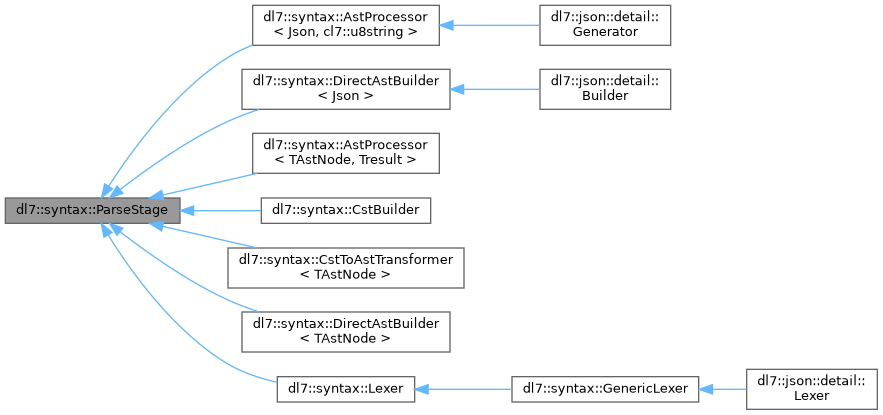 dl7::syntax::AstProcessor
< Json, cl7::u8string >
dl7::json::detail::
Generator
dl7::syntax::DirectAstBuilder
< Json >
dl7::json::detail::
Builder
dl7::syntax::AstProcessor
< TAstNode, Tresult >
dl7::syntax::ParseStage
dl7::syntax::CstBuilder
dl7::syntax::CstToAstTransformer
< TAstNode >
dl7::syntax::DirectAstBuilder
< TAstNode >
dl7::syntax::Lexer
dl7::syntax::GenericLexer
dl7::json::detail::
Lexer